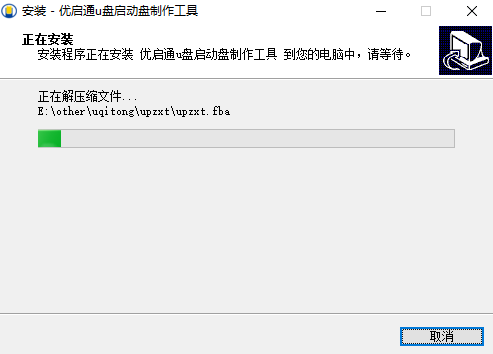 安装 - 优启通u盘启动盘制作工具
正在安装
安装程序正在安装 优启通u盘启动盘制作工具 到您的电脑中，请等待。
正在解压缩文件...
E:\other\uqitong\upzxt\upzxt.fba
取消